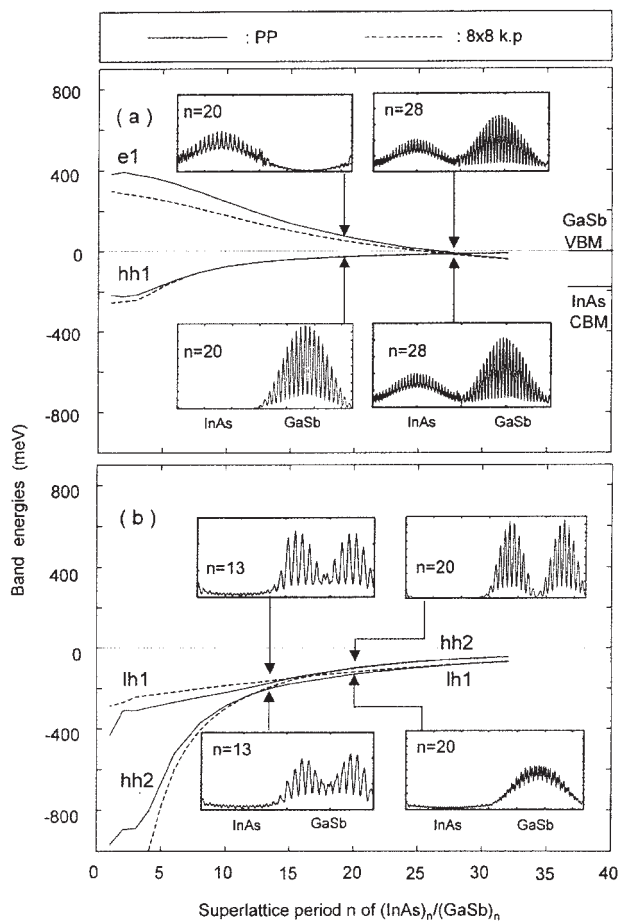 : PP
: 8x8 k.p
800
400
0
-400
-800
( a )
n=20
n=28
e1
hh1
GaSb
VBM
InAs
CBM
n=20
n=28
InAs
GaSb
InAs
GaSb
Band energies (meV)
800
400
0
-400
-800
( b )
n=13
n=20
hh2
lh1
lh1
hh2
n=13
n=20
InAs
GaSb
InAs
GaSb
0
5
10
15
20
25
30
35
40
Superlattice period n of (InAs)n/(GaSb)n